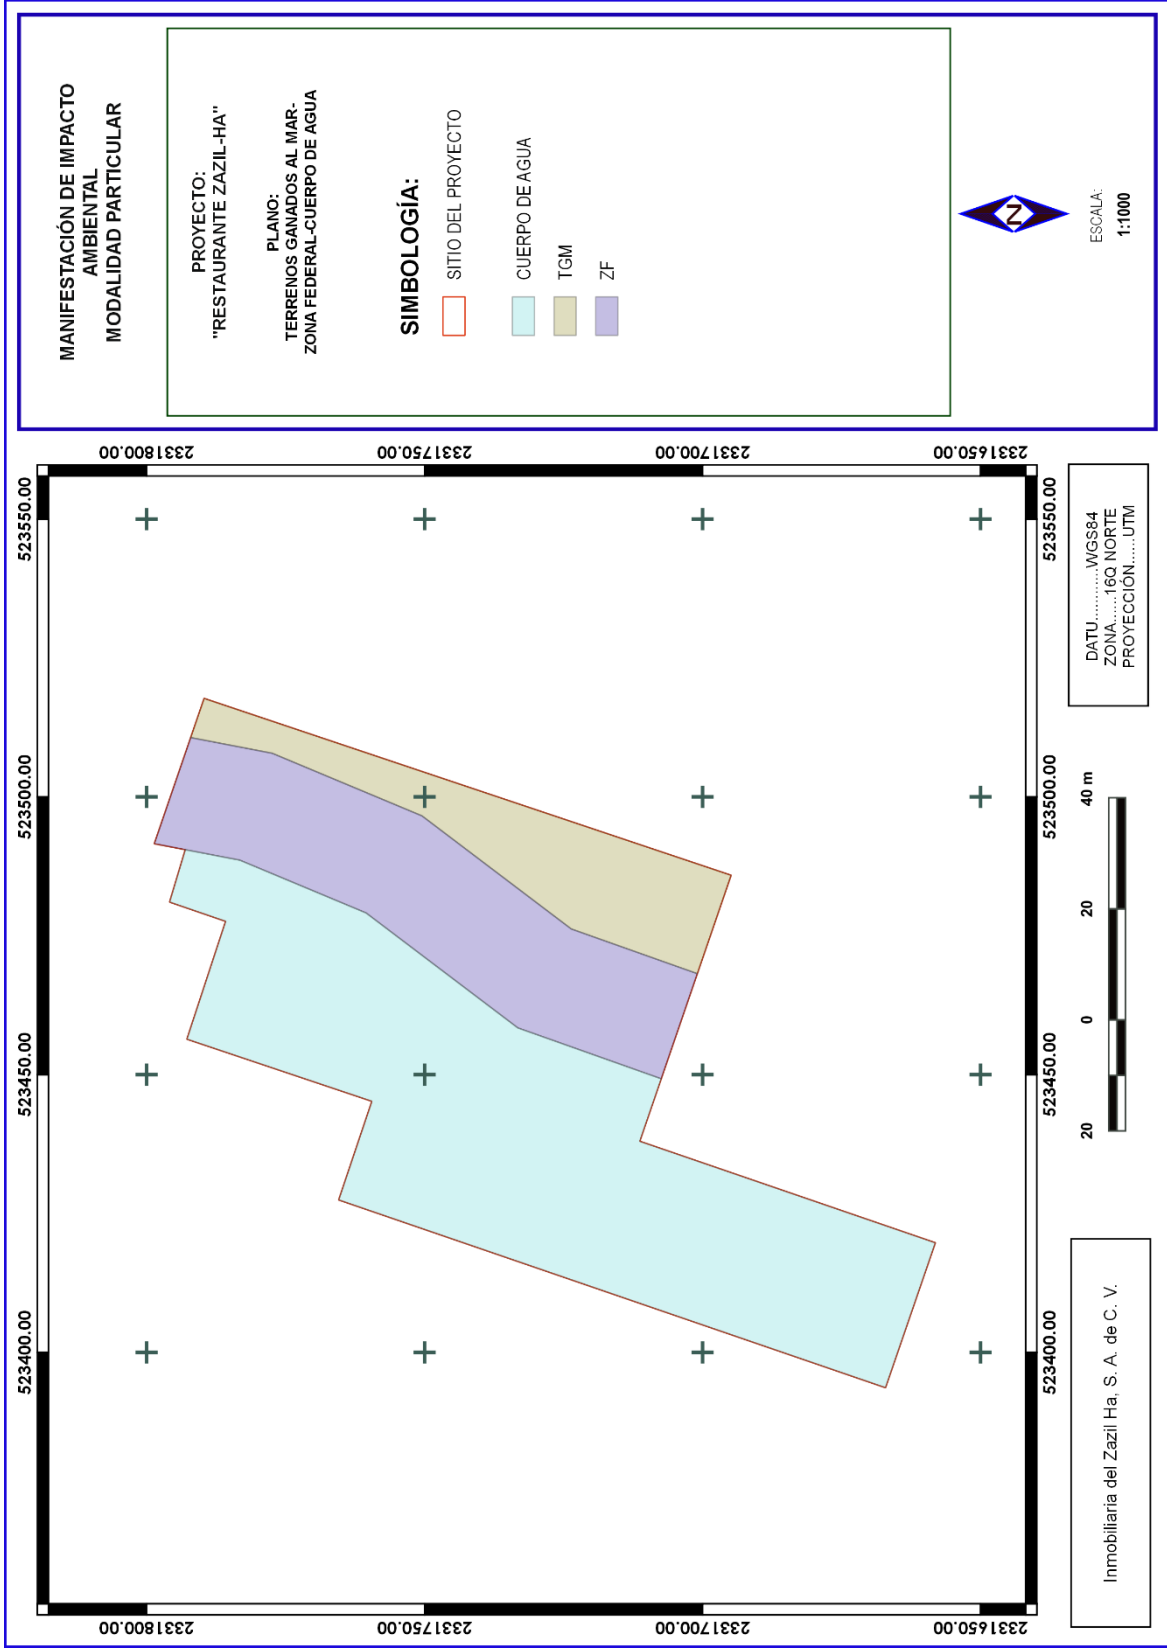 MANIFESTACIÓN DE IMPACTO
AMBIENTAL
MODALIDAD PARTICULAR
PROYECTO:
"RESTAURANTE ZAZIL-HA"
PLANO:
TERRENOS GANADOS AL MAR-
ZONA FEDERAL-CUERPO DE AGUA
SIMBOLOGÍA:
SITIO DEL PROYECTO
CUERPO DE AGUA
TGM
ZF
N
ESCALA:
1:1000
523400.00
523450.00
523500.00
523550.00
2331800.00
2331750.00
2331700.00
2331650.00
2331800.00
2331750.00
2331700.00
2331650.00
523400.00
523450.00
523500.00
523550.00
Inmobiliaria del Zazil Ha, S. A. de C. V.
20 0 20 40 m
DATU...........WGS84
ZONA......16Q NORTE
PROYECCIÓN......UTM